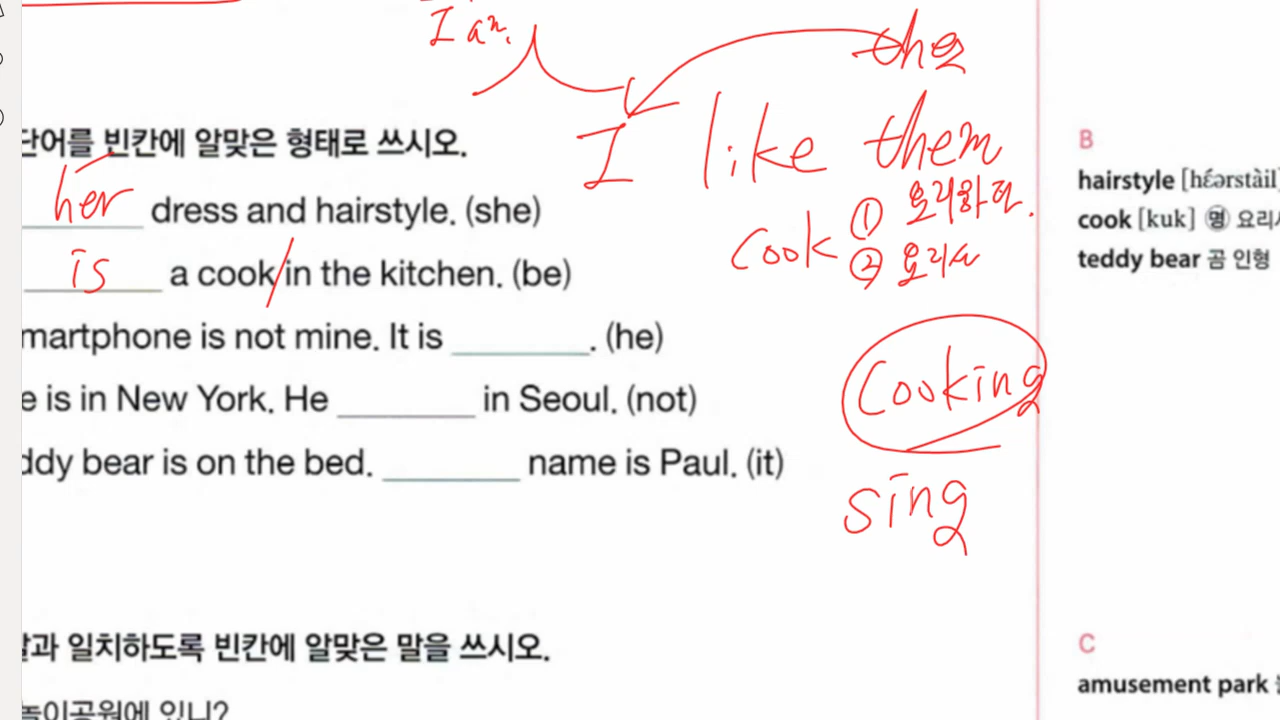 I am.
the
I like them
단어를 빈칸에 알맞은 형태로 쓰시오.
her dress and hairstyle. (she)
is a cook/in the kitchen. (be)
martphone is not mine. It is ________. (he)
e is in New York. He ________ in Seoul. (not)
ddy bear is on the bed. ________ name is Paul. (it)
cook ① 요리하다.
② 요리사
Cooking
sing
과 일치하도록 빈칸에 알맞은 말을 쓰시오.
놀이공원에 있니?
B
hairstyle [hɛ́ərstàil]
cook [kuk] 명 요리사
teddy bear 곰 인형
C
amusement park